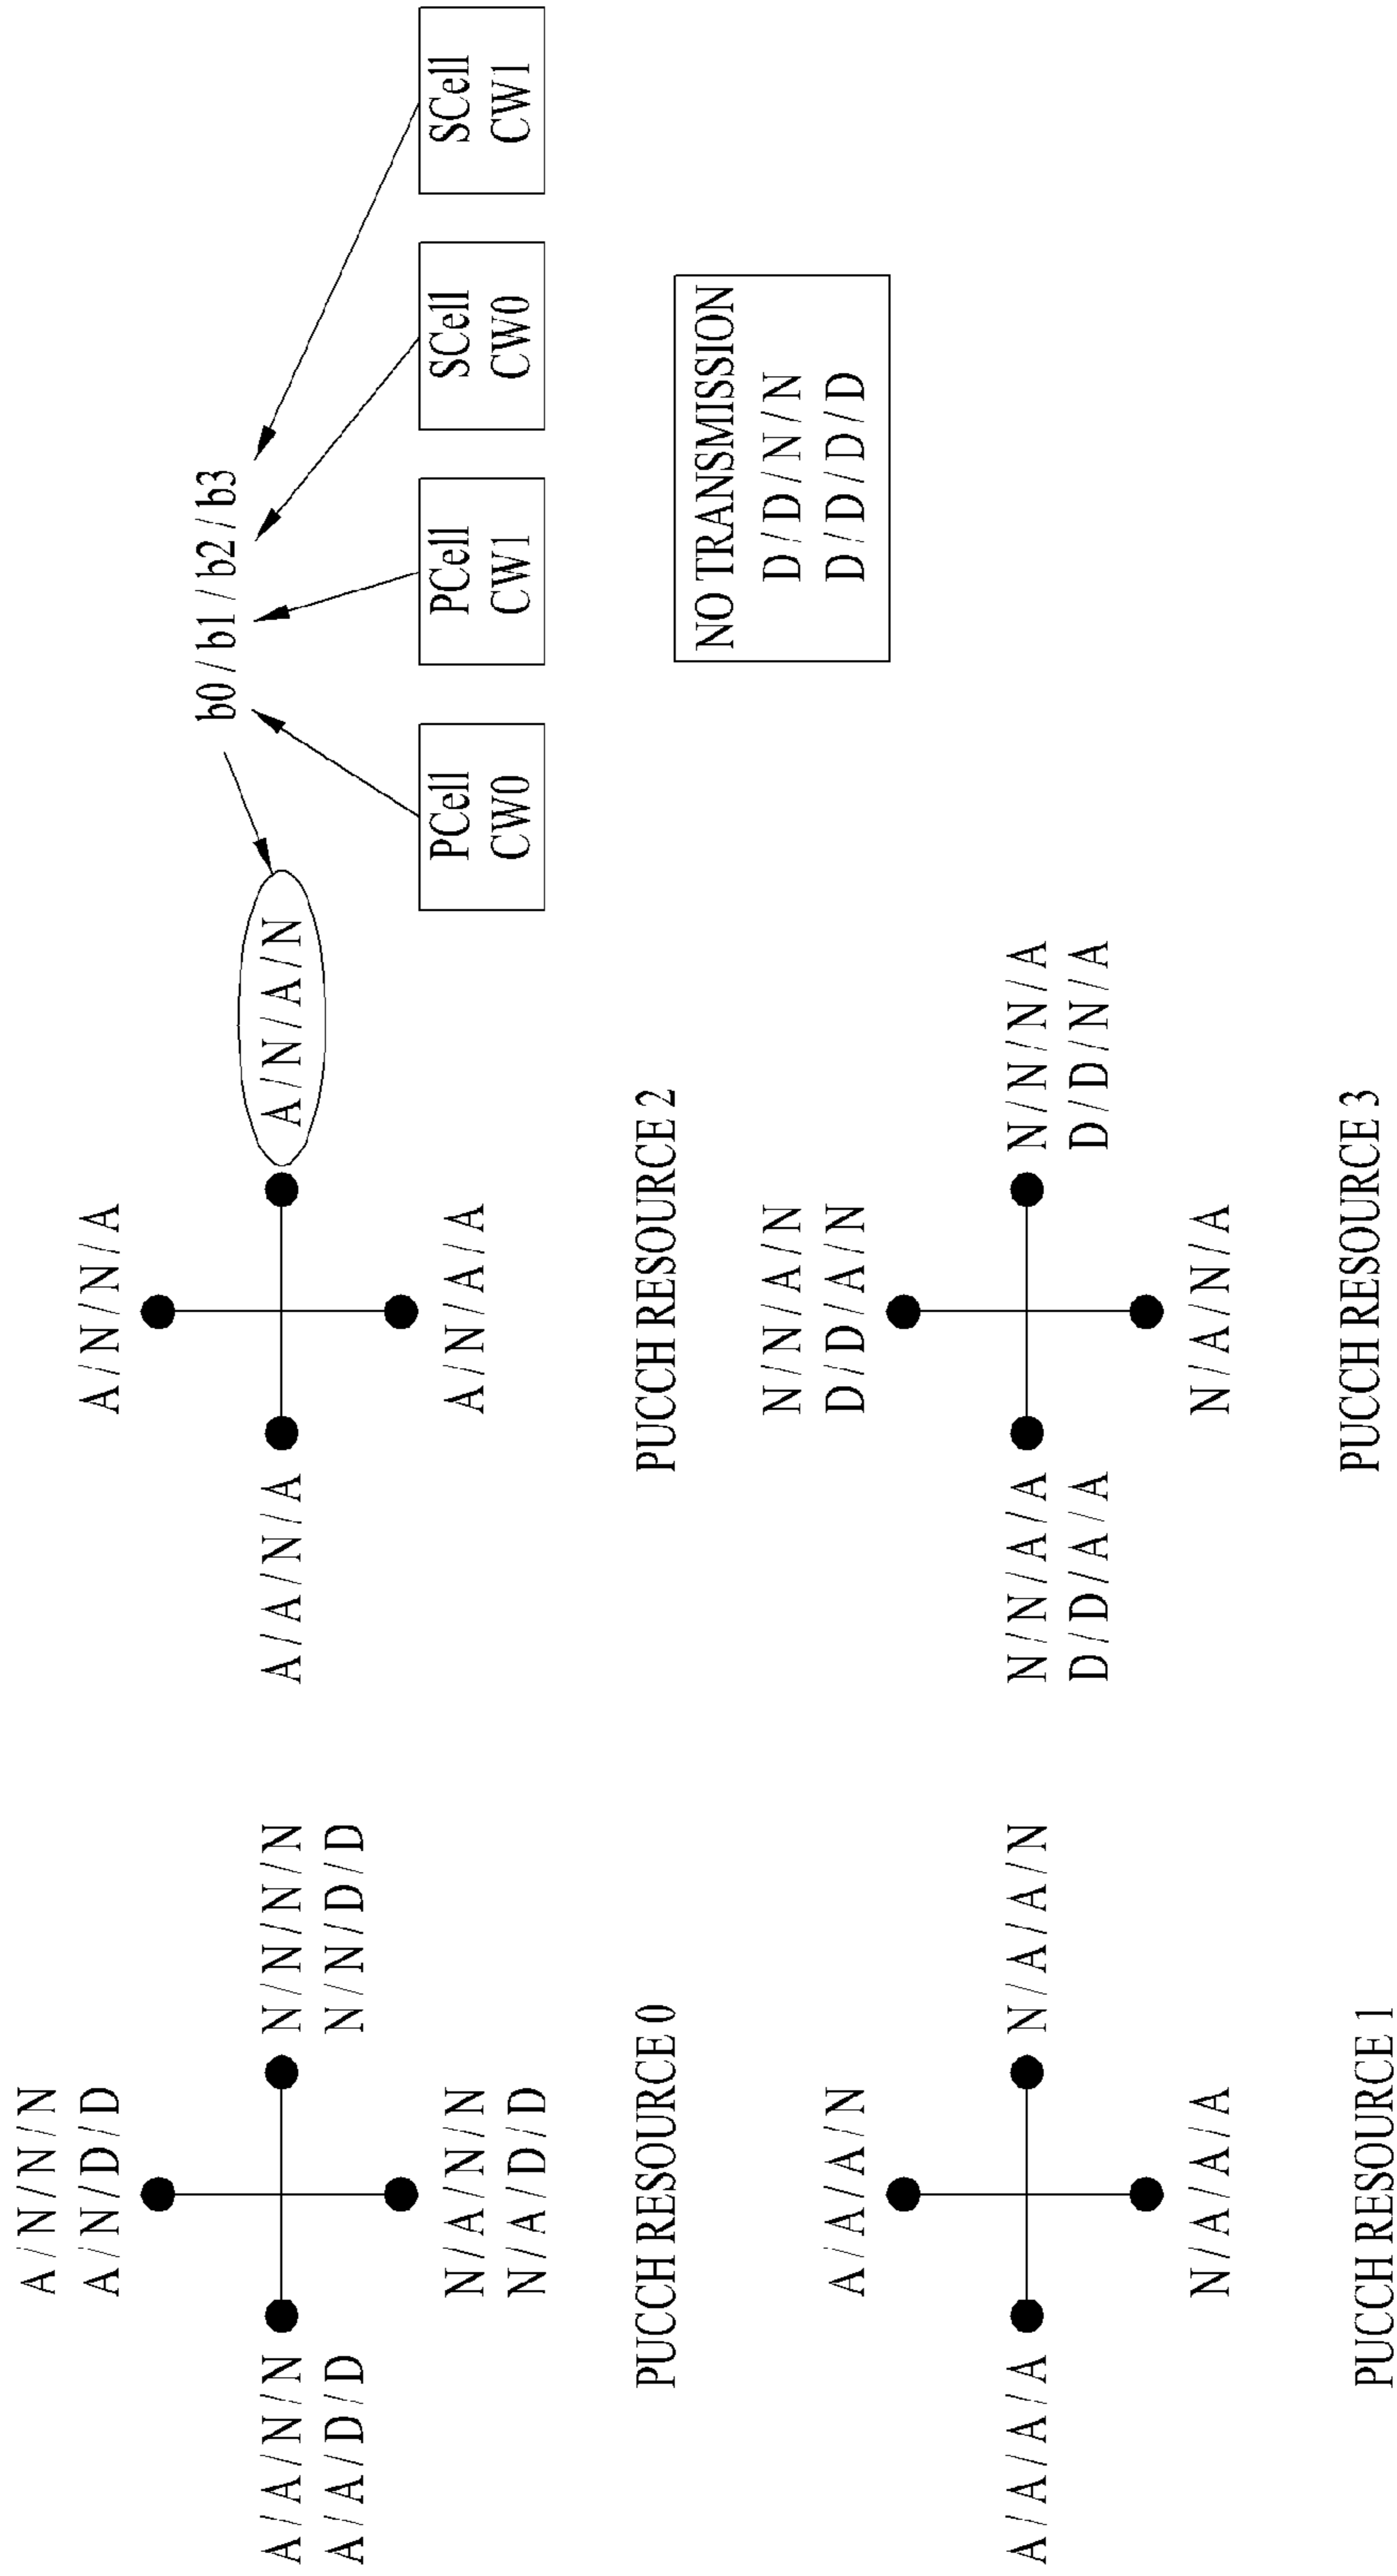 A/N/N/N
A/N/D/D
A/A/N/N
A/A/D/D
N/N/N/N
N/N/D/D
N/A/N/N
N/A/D/D
PUCCH RESOURCE 0
A/N/N/A
A/A/N/A
A/N/A/N
A/N/A/A
PUCCH RESOURCE 2
b0/b1/b2/b3
PCell
CW0
PCell
CW1
SCell
CW0
SCell
CW1
NO TRANSMISSION
D/D/N/N
D/D/D/D
A/A/A/N
A/A/A/A
N/A/A/N
N/A/A/A
PUCCH RESOURCE 1
N/N/A/N
D/D/A/N
N/N/A/A
D/D/A/A
N/N/N/A
D/D/N/A
N/A/N/A
PUCCH RESOURCE 3